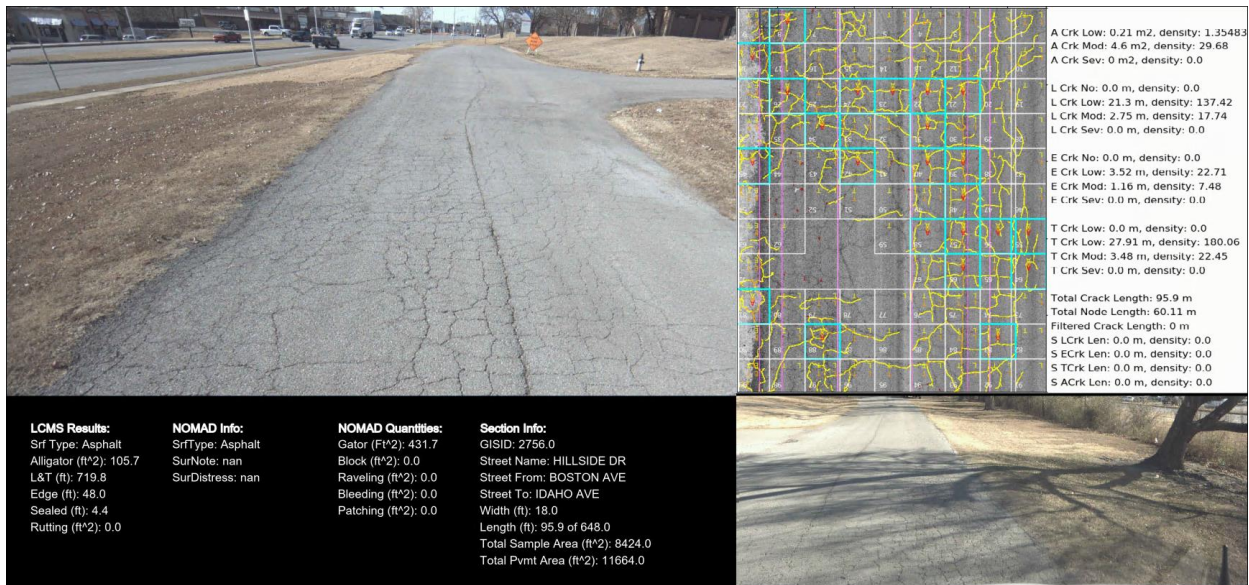 A Crk Low: 0.21 m2, density: 1.35483
A Crk Mod: 4.6 m2, density: 29.68
A Crk Sev: 0 m2, density: 0.0
L Crk No: 0.0 m, density: 0.0
L Crk Low: 21.3 m, density: 137.42
L Crk Mod: 2.75 m, density: 17.74
L Crk Sev: 0.0 m, density: 0.0
E Crk No: 0.0 m, density: 0.0
E Crk Low: 3.52 m, density: 22.71
E Crk Mod: 1.16 m, density: 7.48
E Crk Sev: 0.0 m, density: 0.0
T Crk Low: 0.0 m, density: 0.0
T Crk Low: 27.91 m, density: 180.06
T Crk Mod: 3.48 m, density: 22.45
T Crk Sev: 0.0 m, density: 0.0
Total Crack Length: 95.9 m
Total Node Length: 60.11 m
Filtered Crack Length: 0 m
S LCrk Len: 0.0 m, density: 0.0
S ECrk Len: 0.0 m, density: 0.0
S TCrk Len: 0.0 m, density: 0.0
S ACrk Len: 0.0 m, density: 0.0
LCMS Results:
Srf Type: Asphalt
Alligator (ft^2): 105.7
L&T (ft): 719.8
Edge (ft): 48.0
Sealed (ft): 4.4
Rutting (ft^2): 0.0
NOMAD Info:
SrfType: Asphalt
SurNote: nan
SurDistress: nan
NOMAD Quantities:
Gator (Ft^2): 431.7
Block (ft^2): 0.0
Raveling (ft^2): 0.0
Bleeding (ft^2): 0.0
Patching (ft^2): 0.0
Section Info:
GISID: 2756.0
Street Name: HILLSIDE DR
Street From: BOSTON AVE
Street To: IDAHO AVE
Width (ft): 18.0
Length (ft): 95.9 of 648.0
Total Sample Area (ft^2): 8424.0
Total Pvmt Area (ft^2): 11664.0